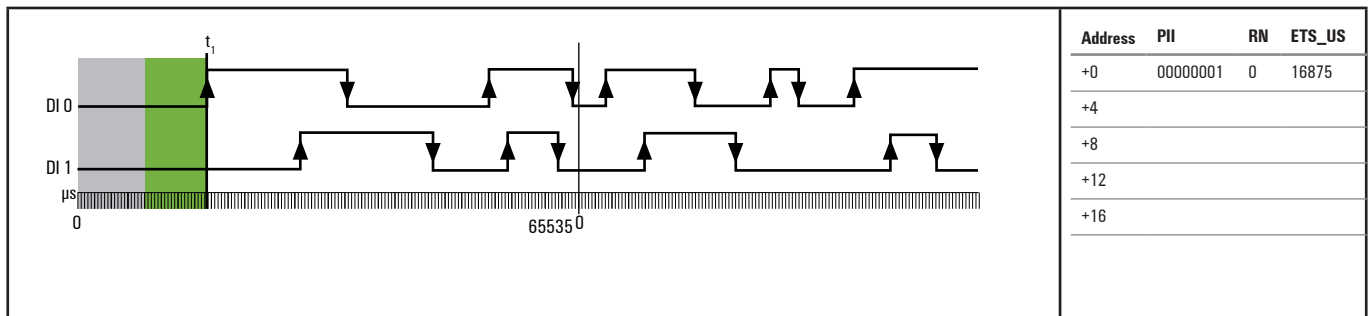 t1
DI 0
DI 1
µs
0
65535 0
Address PII RN ETS_US
+0 00000001 0 16875
+4
+8
+12
+16